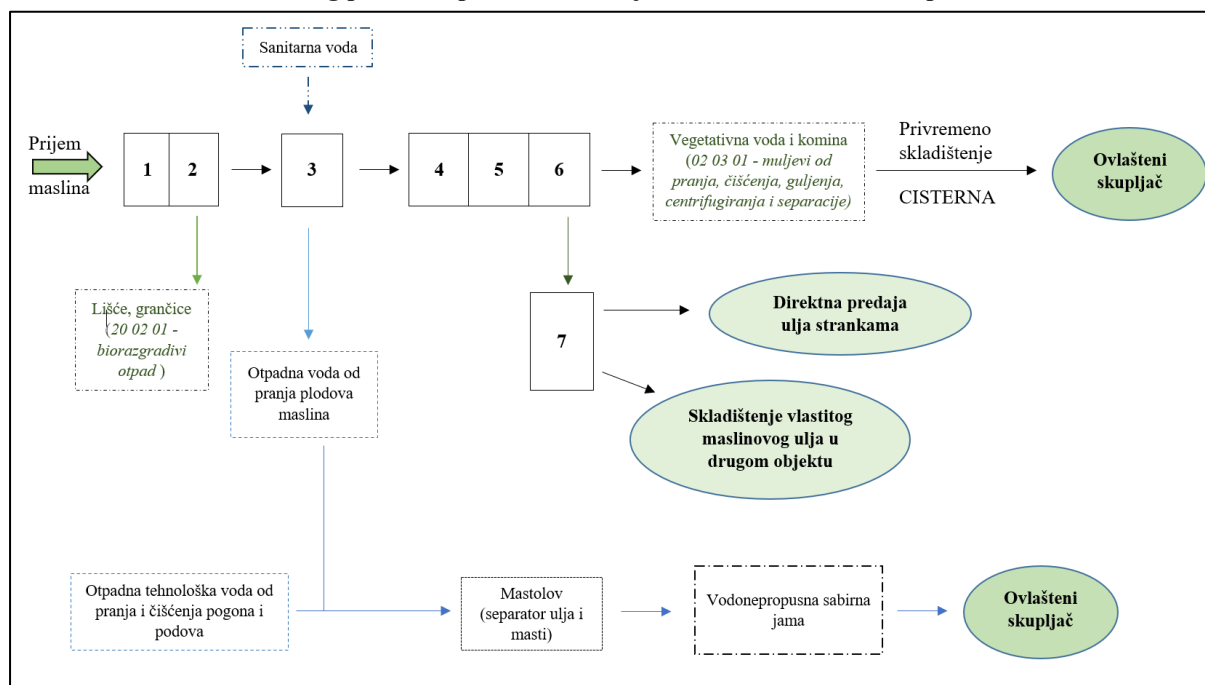 Sanitarna voda
Prijem
maslina
1
2
3
4
5
6
Vegetativna voda i komina
(02 03 01 - muljevi od
pranja, čišćenja, guljenja,
centrifugiranja i separacije)
Privremeno
skladištenje
CISTERNA
Ovlašteni
skupljač
Lišće, grančice
(20 02 01 -
biorazgradivi
otpad )
Otpadna voda od
pranja plodova
maslina
7
Direktna predaja
ulja strankama
Skladištenje vlastitog
maslinovog ulja u
drugom objektu
Otpadna tehnološka voda od
pranja i čišćenja pogona i
podova
Mastolov
(separator ulja i
masti)
Vodonepropusna sabirna
jama
Ovlašteni
skupljač